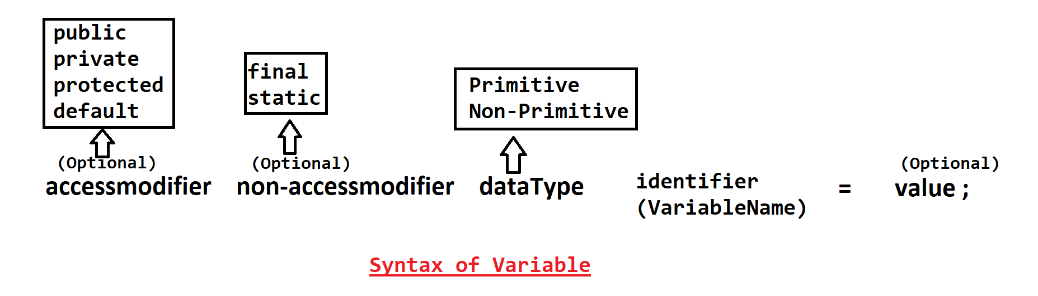 public
private
protected
default
final
static
Primitive
Non-Primitive
(Optional) (Optional) (Optional)
accessmodifier non-accessmodifier dataType identifier = value ;
(VariableName)
Syntax of Variable